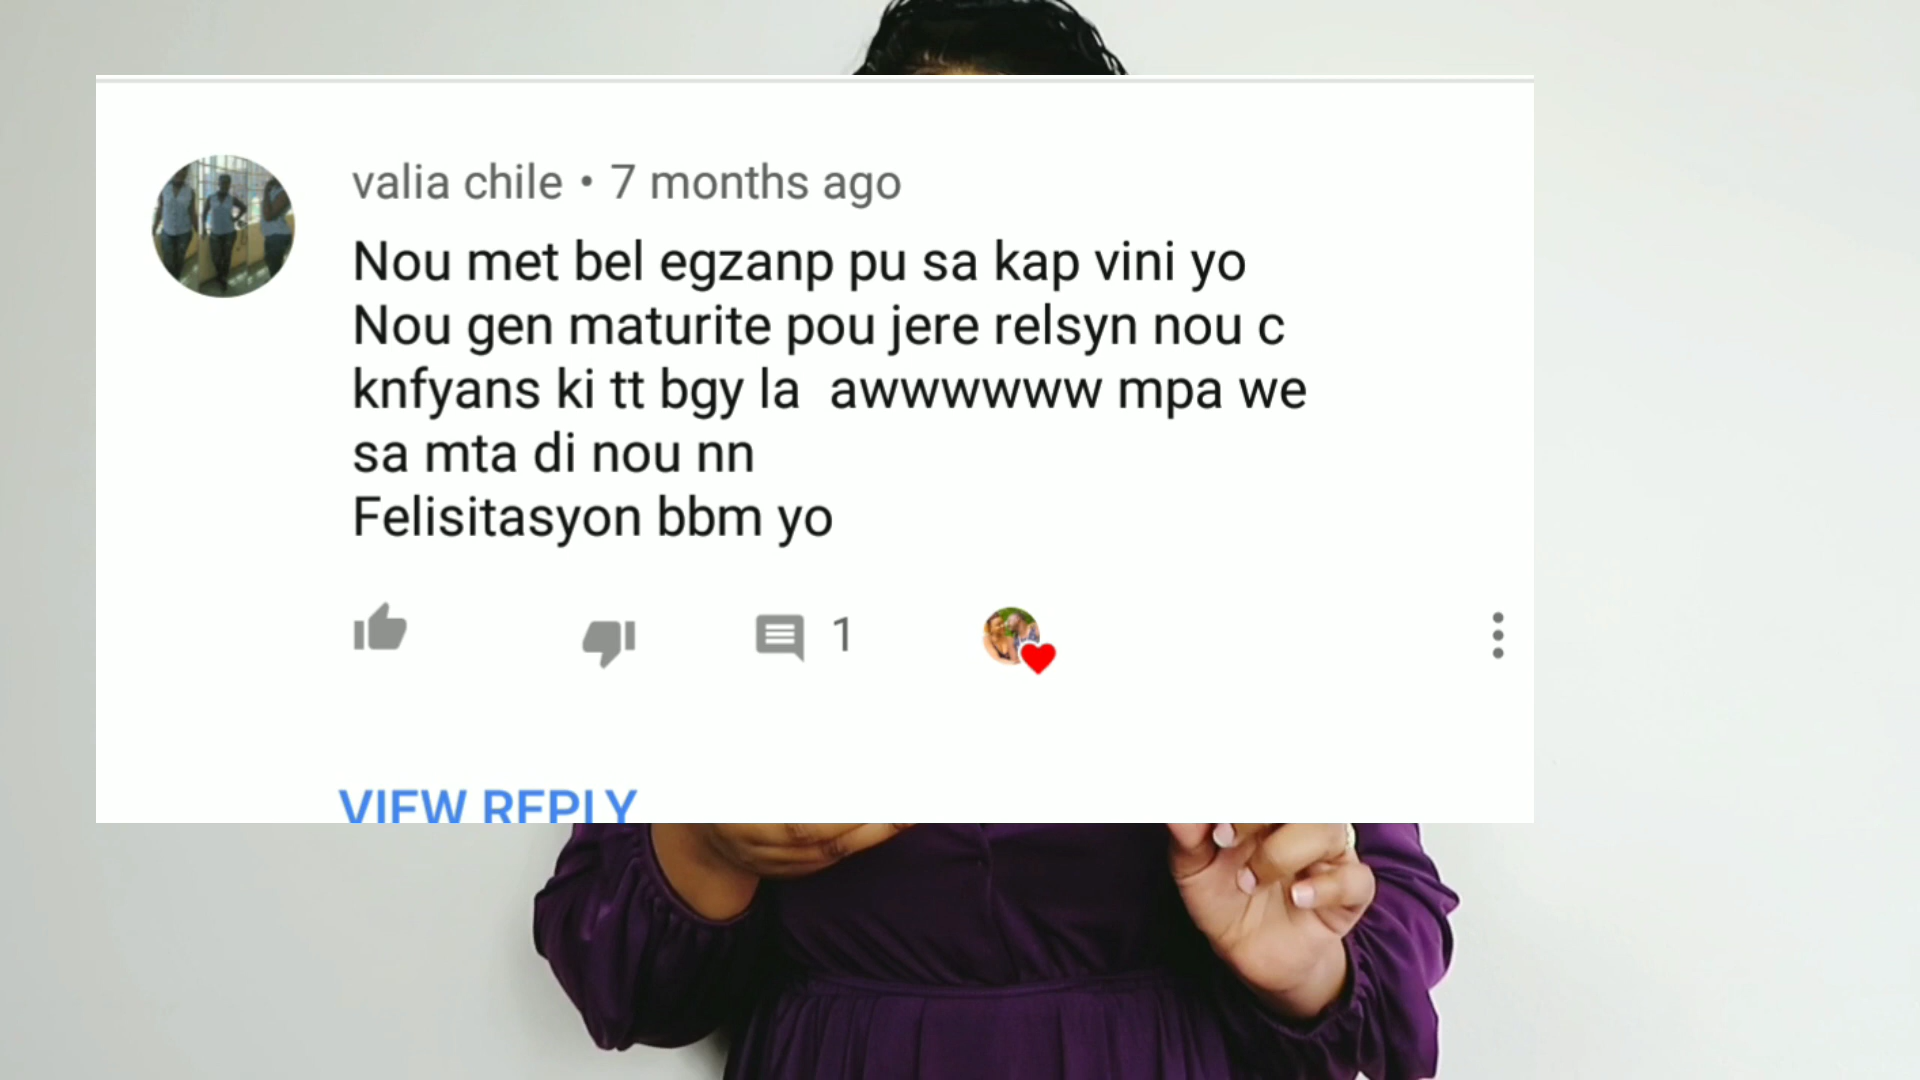 valia chile • 7 months ago
Nou met bel egzanp pu sa kap vini yo
Nou gen maturite pou jere relsyn nou c
knfyans ki tt bgy la  awwwwww mpa we
sa mta di nou nn
Felisitasyon bbm yo
1
VIEW REPLY